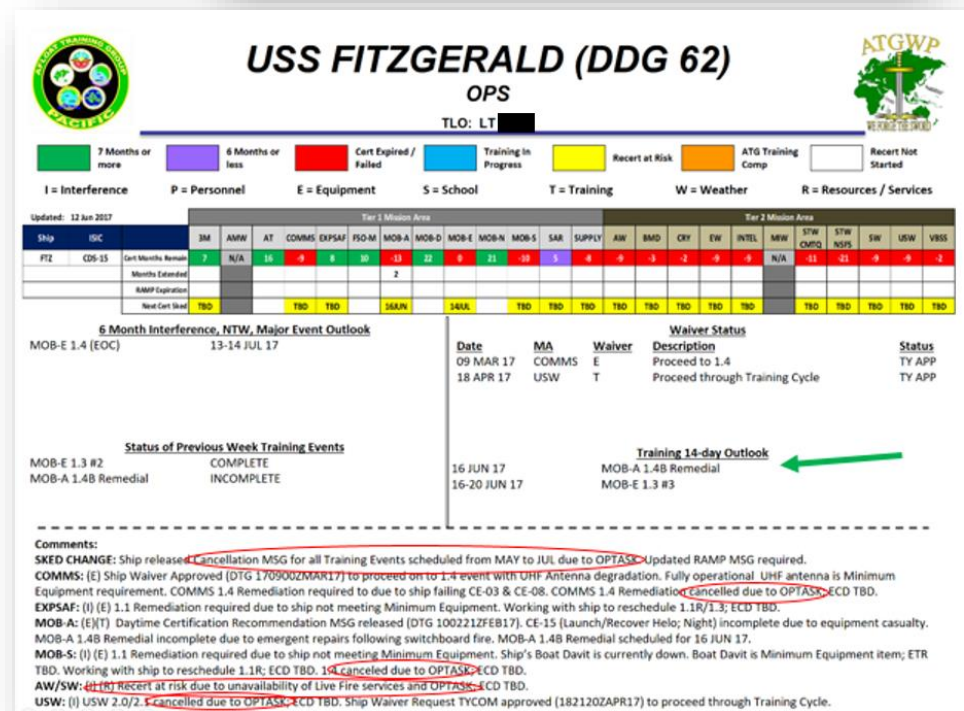 AFLOAT TRAINING GROUP
PACIFIC
USS FITZGERALD (DDG 62)
OPS
TLO: LT
ATGWP
WE FORGE THE SWORD
7 Months or more
6 Months or less
Cert Expired / Failed
Training In Progress
Recert at Risk
ATG Training Comp
Recert Not Started
I = Interference P = Personnel E = Equipment S = School T = Training W = Weather R = Resources / Services
Updated: 12 Jun 2017 Tier 1 Mission Area Tier 2 Mission Area
Ship ISIC 3M AMW AT COMMS EXPSAF FSO-M MOB-A MOB-D MOB-E MOB-N MOB-S SAR SUPPLY AW BMD CRY EW INTEL MIW STW CMTQ STW NSFS SW USW VBSS
FTZ CDS-15 Cert Months Remain 7 N/A 16 -9 8 10 -13 22 0 21 -10 5 -8 -9 -3 -2 -9 -9 N/A -11 -21 -9 -9 -2
Months Extended 2
RAMP Expiration
Next Cert Sked TBD TBD TBD 16JUN 14JUL TBD TBD TBD TBD TBD TBD TBD TBD TBD TBD TBD TBD TBD
6 Month Interference, NTW, Major Event Outlook
MOB-E 1.4 (EOC) 13-14 JUL 17
Waiver Status
Date MA Waiver Description Status
09 MAR 17 COMMS E Proceed to 1.4 TY APP
18 APR 17 USW T Proceed through Training Cycle TY APP
Status of Previous Week Training Events
MOB-E 1.3 #2 COMPLETE
MOB-A 1.4B Remedial INCOMPLETE
Training 14-day Outlook
16 JUN 17 MOB-A 1.4B Remedial
16-20 JUN 17 MOB-E 1.3 #3
Comments:
SKED CHANGE: Ship released Cancellation MSG for all Training Events scheduled from MAY to JUL due to OPTASK. Updated RAMP MSG required.
COMMS: (E) Ship Waiver Approved (DTG 170900ZMAR17) to proceed on to 1.4 event with UHF Antenna degradation. Fully operational UHF antenna is Minimum
Equipment requirement. COMMS 1.4 Remediation required to due to ship failing CE-03 & CE-08. COMMS 1.4 Remediation cancelled due to OPTASK; ECD TBD.
EXPSAF: (I) (E) 1.1 Remediation required due to ship not meeting Minimum Equipment. Working with ship to reschedule 1.1R/1.3; ECD TBD.
MOB-A: (E)(T) Daytime Certification Recommendation MSG released (DTG 100221ZFEB17). CE-15 (Launch/Recover Helo; Night) incomplete due to equipment casualty.
MOB-A 1.4B Remedial incomplete due to emergent repairs following switchboard fire. MOB-A 1.4B Remedial scheduled for 16 JUN 17.
MOB-S: (I) (E) 1.1 Remediation required due to ship not meeting Minimum Equipment. Ship's Boat Davit is currently down. Boat Davit is Minimum Equipment item; ETR
TBD. Working with ship to reschedule 1.1R; ECD TBD. 1.4 canceled due to OPTASK; ECD TBD.
AW/SW: (I) (R) Recert at risk due to unavailability of Live Fire services and OPTASK; ECD TBD.
USW: (I) USW 2.0/2.1 cancelled due to OPTASK; ECD TBD. Ship Waiver Request TYCOM approved (182120ZAPR17) to proceed through Training Cycle.